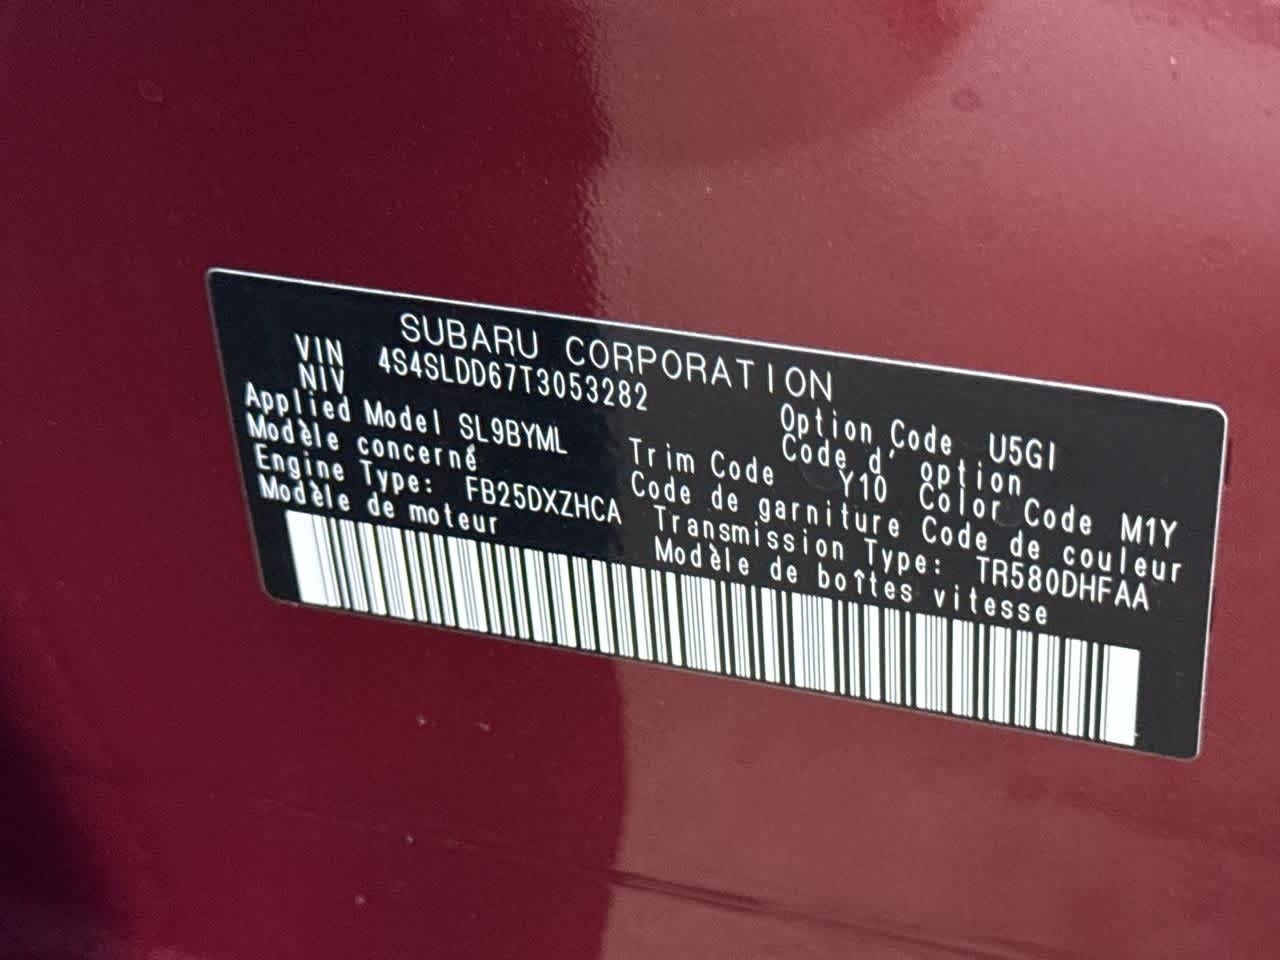 SUBARU CORPORATION
VIN 4S4SLDD67T3053282
NIV
Applied Model SL9BYML Option Code U5GI
Modèle concerné Code d'option
Trim Code Y10 Color Code M1Y
Code de garniture Code de couleur
Engine Type: FB25DXZHCA Transmission Type: TR580DHFAA
Modèle de moteur Modèle de boîtes vitesse